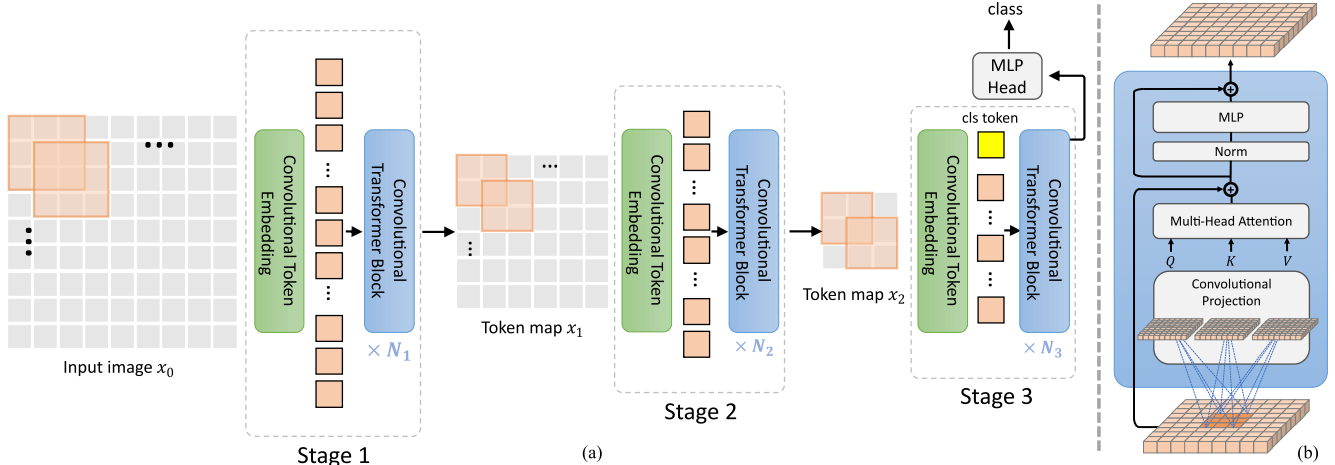 Input image x₀
Convolutional Token
Embedding
Convolutional
Transformer Block
× N₁
Stage 1
Token map x₁
Convolutional Token
Embedding
Convolutional
Transformer Block
× N₂
Stage 2
Token map x₂
class
MLP
Head
cls token
Convolutional Token
Embedding
Convolutional
Transformer Block
× N₃
Stage 3
(a)
MLP
Norm
Multi-Head Attention
Q K V
Convolutional
Projection
(b)